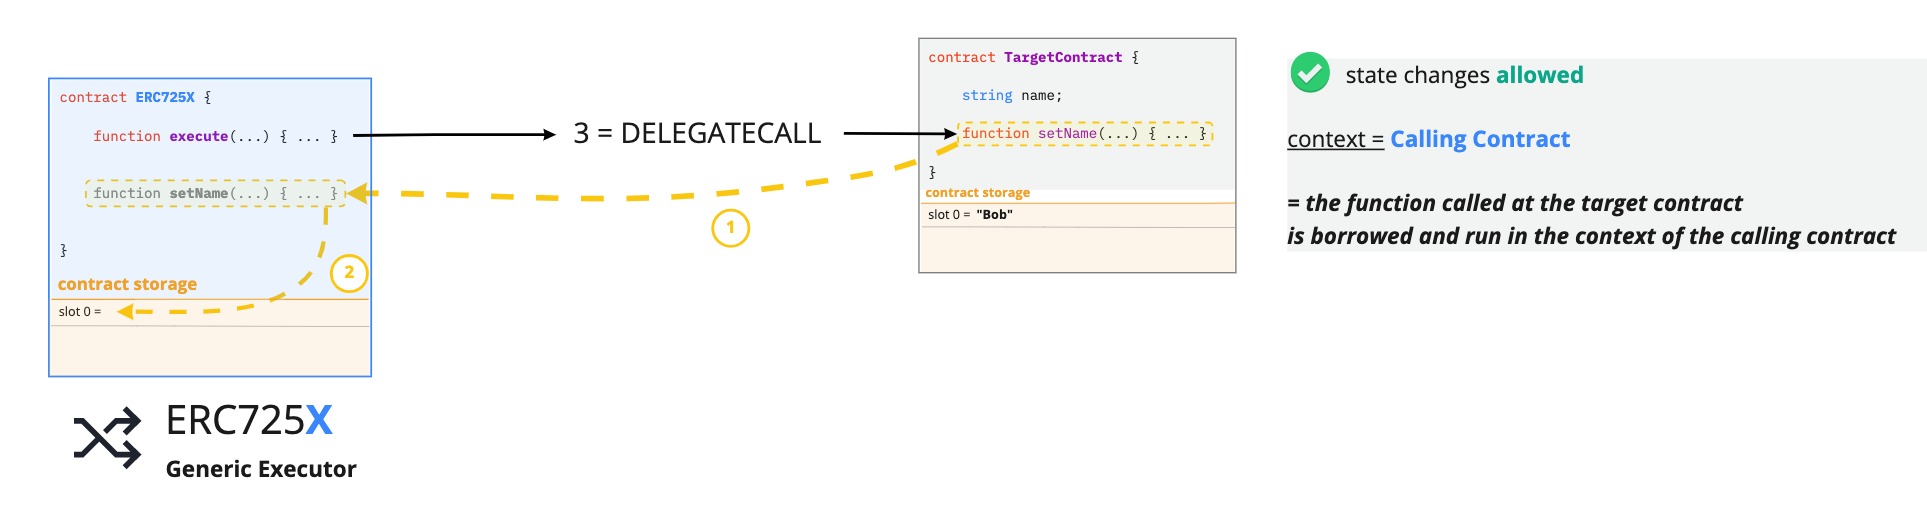 contract ERC725X {
function execute(...) { ... }
function setName(...) { ... }
}
contract storage
slot 0 =
ERC725X
Generic Executor
3 = DELEGATECALL
1
2
contract TargetContract {
string name;
function setName(...) { ... }
}
contract storage
slot 0 = "Bob"
state changes allowed
context = Calling Contract
= the function called at the target contract
is borrowed and run in the context of the calling contract